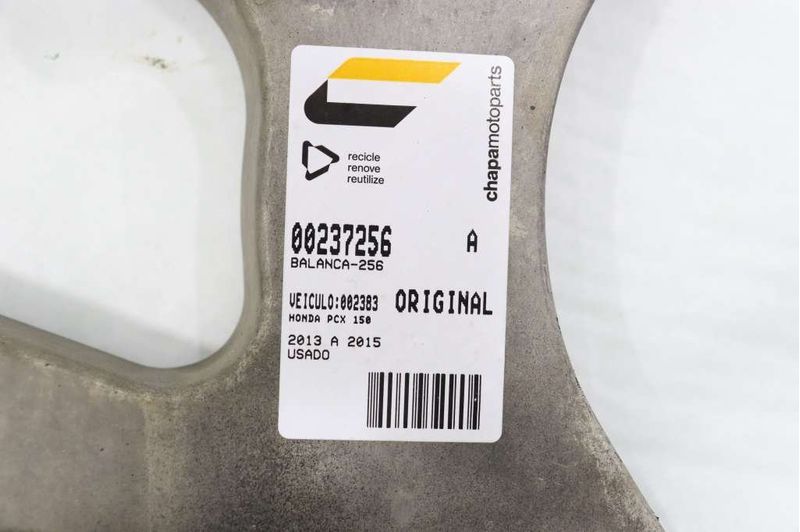 chapamotoparts
recicle
renove
reutilize
00237256 A
BALANCA-256
VEICULO:002383 ORIGINAL
HONDA PCX 150
2013 A 2015
USADO